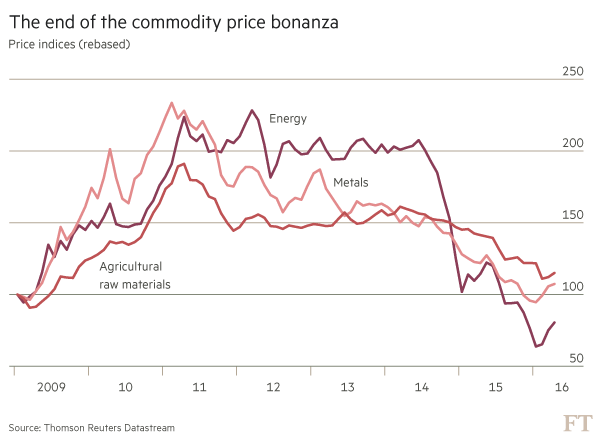 The end of the commodity price bonanza
Price indices (rebased)
250
Energy
200
Metals
150
Agricultural
raw materials
100
50
2009 10 11 12 13 14 15 16
Source: Thomson Reuters Datastream
FT